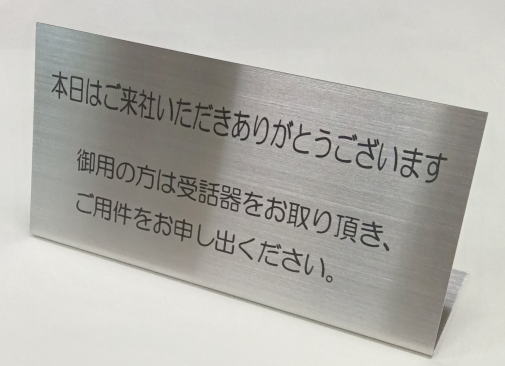 本日はご来社いただきありがとうございます
御用の方は受話器をお取り頂き、
ご用件をお申し出ください。